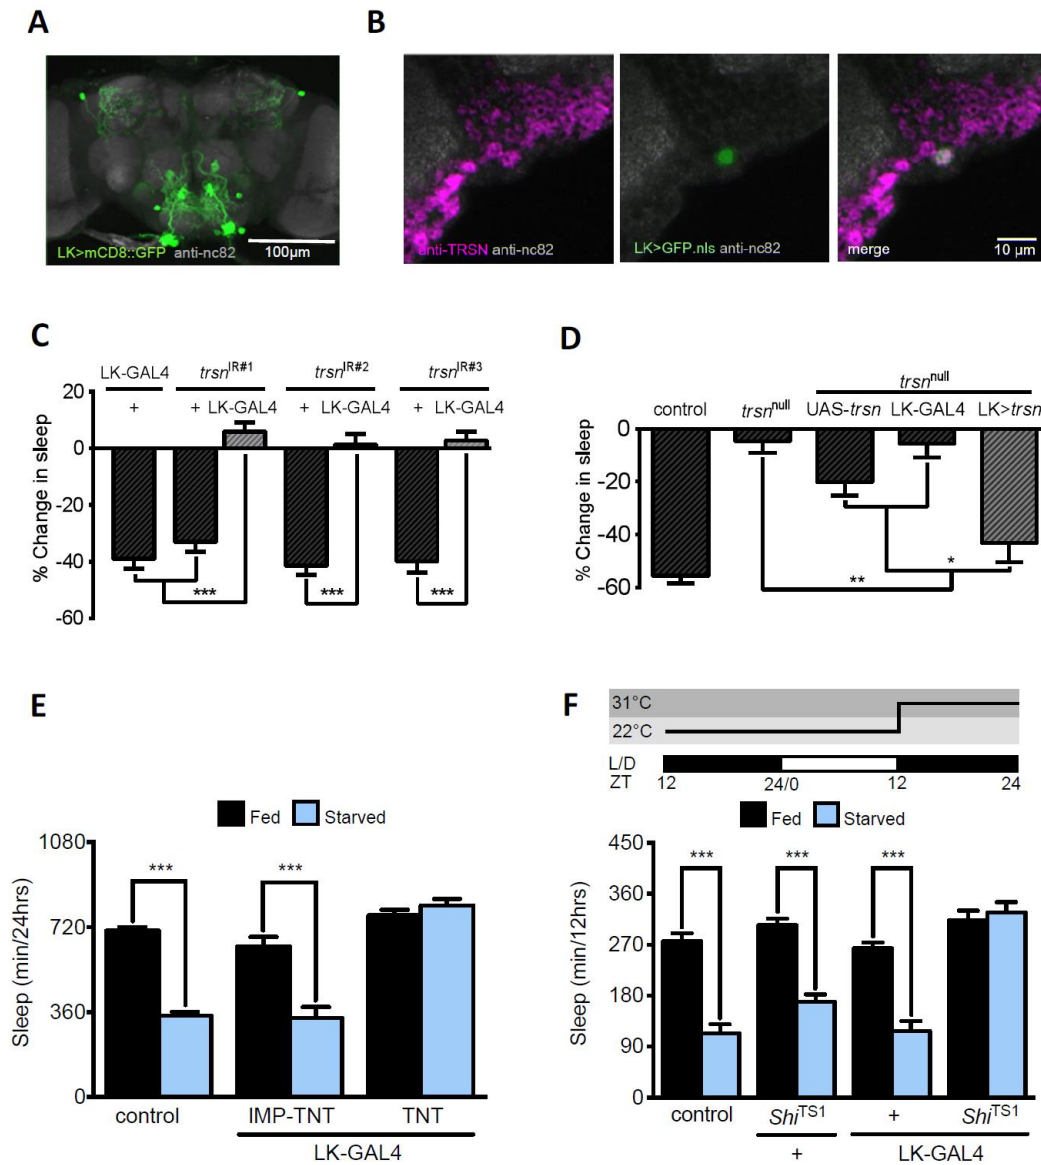 A
LK>mCD8::GFP anti-nc82
100µm
B
anti-TRSN anti-nc82
LK>GFP.nls anti-nc82
merge
10 µm
C
LK-GAL4 trsnIR#1 trsnIR#2 trsnIR#3
+ + LK-GAL4 + LK-GAL4 + LK-GAL4
% Change in sleep
20
0
-20
-40
-60
*** *** ***
D
trsnnull
control trsnnull UAS-trsn LK-GAL4 LK>trsn
% Change in sleep
0
-20
-40
-60
*
**
E
Fed Starved
Sleep (min/24hrs)
1080
720
360
0
*** ***
control IMP-TNT TNT
LK-GAL4
F
31°C
22°C
L/D
ZT 12 24/0 12 24
Fed Starved
Sleep (min/12hrs)
450
360
270
180
90
0
*** *** ***
control ShiTS1 + ShiTS1
+ LK-GAL4